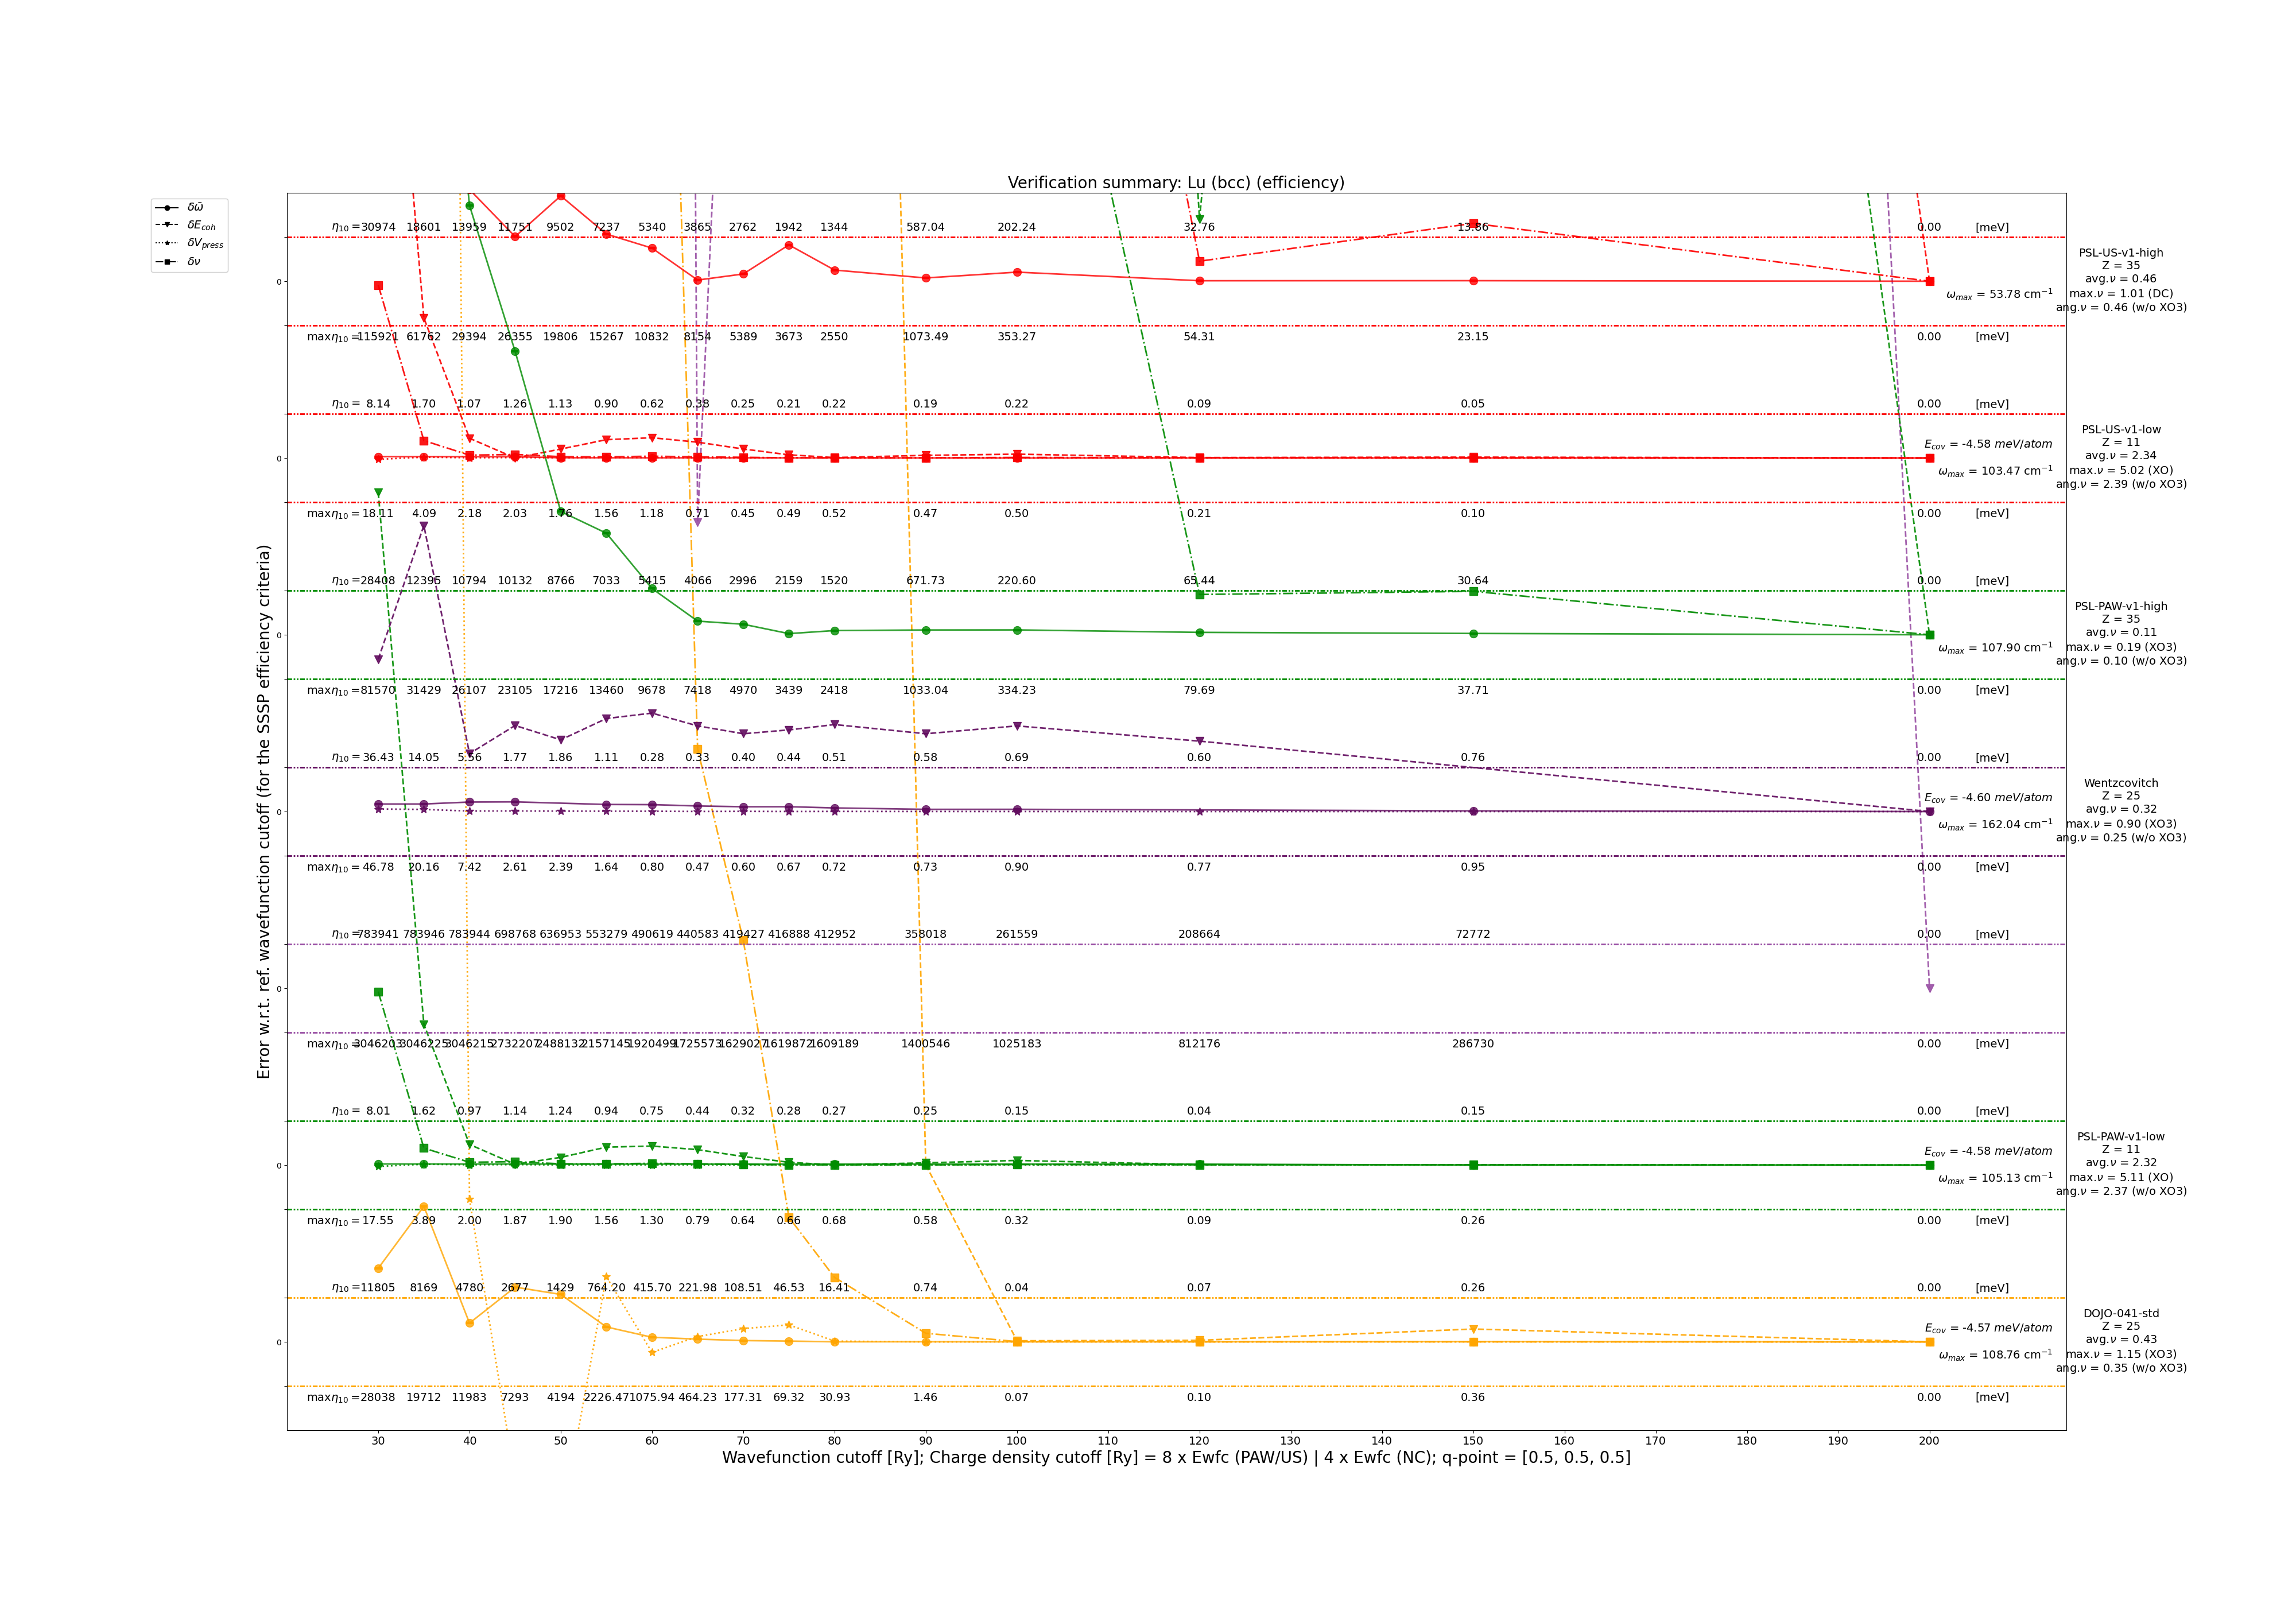 Verification summary: Lu (bcc) (efficiency)
δω̄
δE_coh
δV_press
δν
Error w.r.t. ref. wavefunction cutoff (for the SSSP efficiency criteria)
η₁₀ = 30974 18601 13959 11751 9502 7237 5340 3865 2762 1942 1344 587.04 202.24 32.76 13.86 0.00 [meV]
PSL-US-v1-high
Z = 35
avg.ν = 0.46
0
ω_max = 53.78 cm⁻¹
max.ν = 1.01 (DC)
ang.ν = 0.46 (w/o XO3)
maxη₁₀ = 115921 61762 29394 26355 19806 15267 10832 8154 5389 3673 2550 1073.49 353.27 54.31 23.15 0.00 [meV]
η₁₀ = 8.14 1.70 1.07 1.26 1.13 0.90 0.62 0.38 0.25 0.21 0.22 0.19 0.22 0.09 0.05 0.00 [meV]
PSL-US-v1-low
Z = 11
avg.ν = 2.34
E_cov = -4.58 meV/atom
0
ω_max = 103.47 cm⁻¹
max.ν = 5.02 (XO)
ang.ν = 2.39 (w/o XO3)
maxη₁₀ = 18.11 4.09 2.18 2.03 1.76 1.56 1.18 0.71 0.45 0.49 0.52 0.47 0.50 0.21 0.10 0.00 [meV]
η₁₀ = 28408 12395 10794 10132 8766 7033 5415 4066 2996 2159 1520 671.73 220.60 65.44 30.64 0.00 [meV]
PSL-PAW-v1-high
Z = 35
avg.ν = 0.11
0
ω_max = 107.90 cm⁻¹
max.ν = 0.19 (XO3)
ang.ν = 0.10 (w/o XO3)
maxη₁₀ = 81570 31429 26107 23105 17216 13460 9678 7418 4970 3439 2418 1033.04 334.23 79.69 37.71 0.00 [meV]
η₁₀ = 36.43 14.05 5.56 1.77 1.86 1.11 0.28 0.33 0.40 0.44 0.51 0.58 0.69 0.60 0.76 0.00 [meV]
Wentzcovitch
Z = 25
avg.ν = 0.32
E_cov = -4.60 meV/atom
0
ω_max = 162.04 cm⁻¹
max.ν = 0.90 (XO3)
ang.ν = 0.25 (w/o XO3)
maxη₁₀ = 46.78 20.16 7.42 2.61 2.39 1.64 0.80 0.47 0.60 0.67 0.72 0.73 0.90 0.77 0.95 0.00 [meV]
η₁₀ = 783941 783946 783944 698768 636953 553279 490619 440583 419427 416888 412952 358018 261559 208664 72772 0.00 [meV]
0
maxη₁₀ = 3046203 3046225 3046215 2732207 2488132 2157145 1920499 1725573 1629027 1619872 1609189 1400546 1025183 812176 286730 0.00 [meV]
η₁₀ = 8.01 1.62 0.97 1.14 1.24 0.94 0.75 0.44 0.32 0.28 0.27 0.25 0.15 0.04 0.15 0.00 [meV]
PSL-PAW-v1-low
Z = 11
avg.ν = 2.32
E_cov = -4.58 meV/atom
0
ω_max = 105.13 cm⁻¹
max.ν = 5.11 (XO)
ang.ν = 2.37 (w/o XO3)
maxη₁₀ = 17.55 3.89 2.00 1.87 1.90 1.56 1.30 0.79 0.64 0.66 0.68 0.58 0.32 0.09 0.26 0.00 [meV]
η₁₀ = 11805 8169 4780 2677 1429 764.20 415.70 221.98 108.51 46.53 16.41 0.74 0.04 0.07 0.26 0.00 [meV]
DOJO-041-std
Z = 25
avg.ν = 0.43
E_cov = -4.57 meV/atom
0
ω_max = 108.76 cm⁻¹
max.ν = 1.15 (XO3)
ang.ν = 0.35 (w/o XO3)
maxη₁₀ = 28038 19712 11983 7293 4194 2226.47 1075.94 464.23 177.31 69.32 30.93 1.46 0.07 0.10 0.36 0.00 [meV]
30 40 50 60 70 80 90 100 110 120 130 140 150 160 170 180 190 200
Wavefunction cutoff [Ry]; Charge density cutoff [Ry] = 8 x Ewfc (PAW/US) | 4 x Ewfc (NC); q-point = [0.5, 0.5, 0.5]